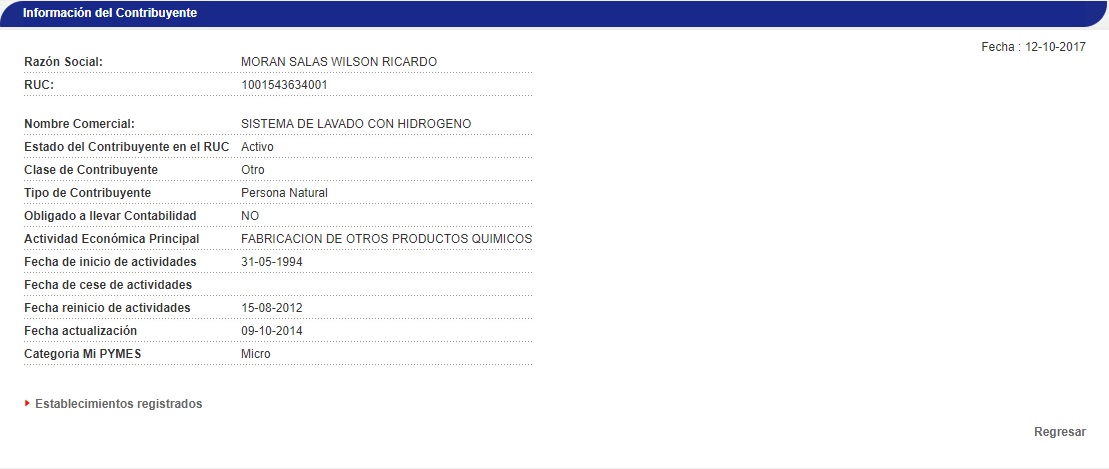 Información del Contribuyente
Fecha : 12-10-2017
Razón Social: MORAN SALAS WILSON RICARDO
RUC: 1001543634001
Nombre Comercial: SISTEMA DE LAVADO CON HIDROGENO
Estado del Contribuyente en el RUC Activo
Clase de Contribuyente Otro
Tipo de Contribuyente Persona Natural
Obligado a llevar Contabilidad NO
Actividad Económica Principal FABRICACION DE OTROS PRODUCTOS QUIMICOS
Fecha de inicio de actividades 31-05-1994
Fecha de cese de actividades
Fecha reinicio de actividades 15-08-2012
Fecha actualización 09-10-2014
Categoria Mi PYMES Micro
Establecimientos registrados
Regresar